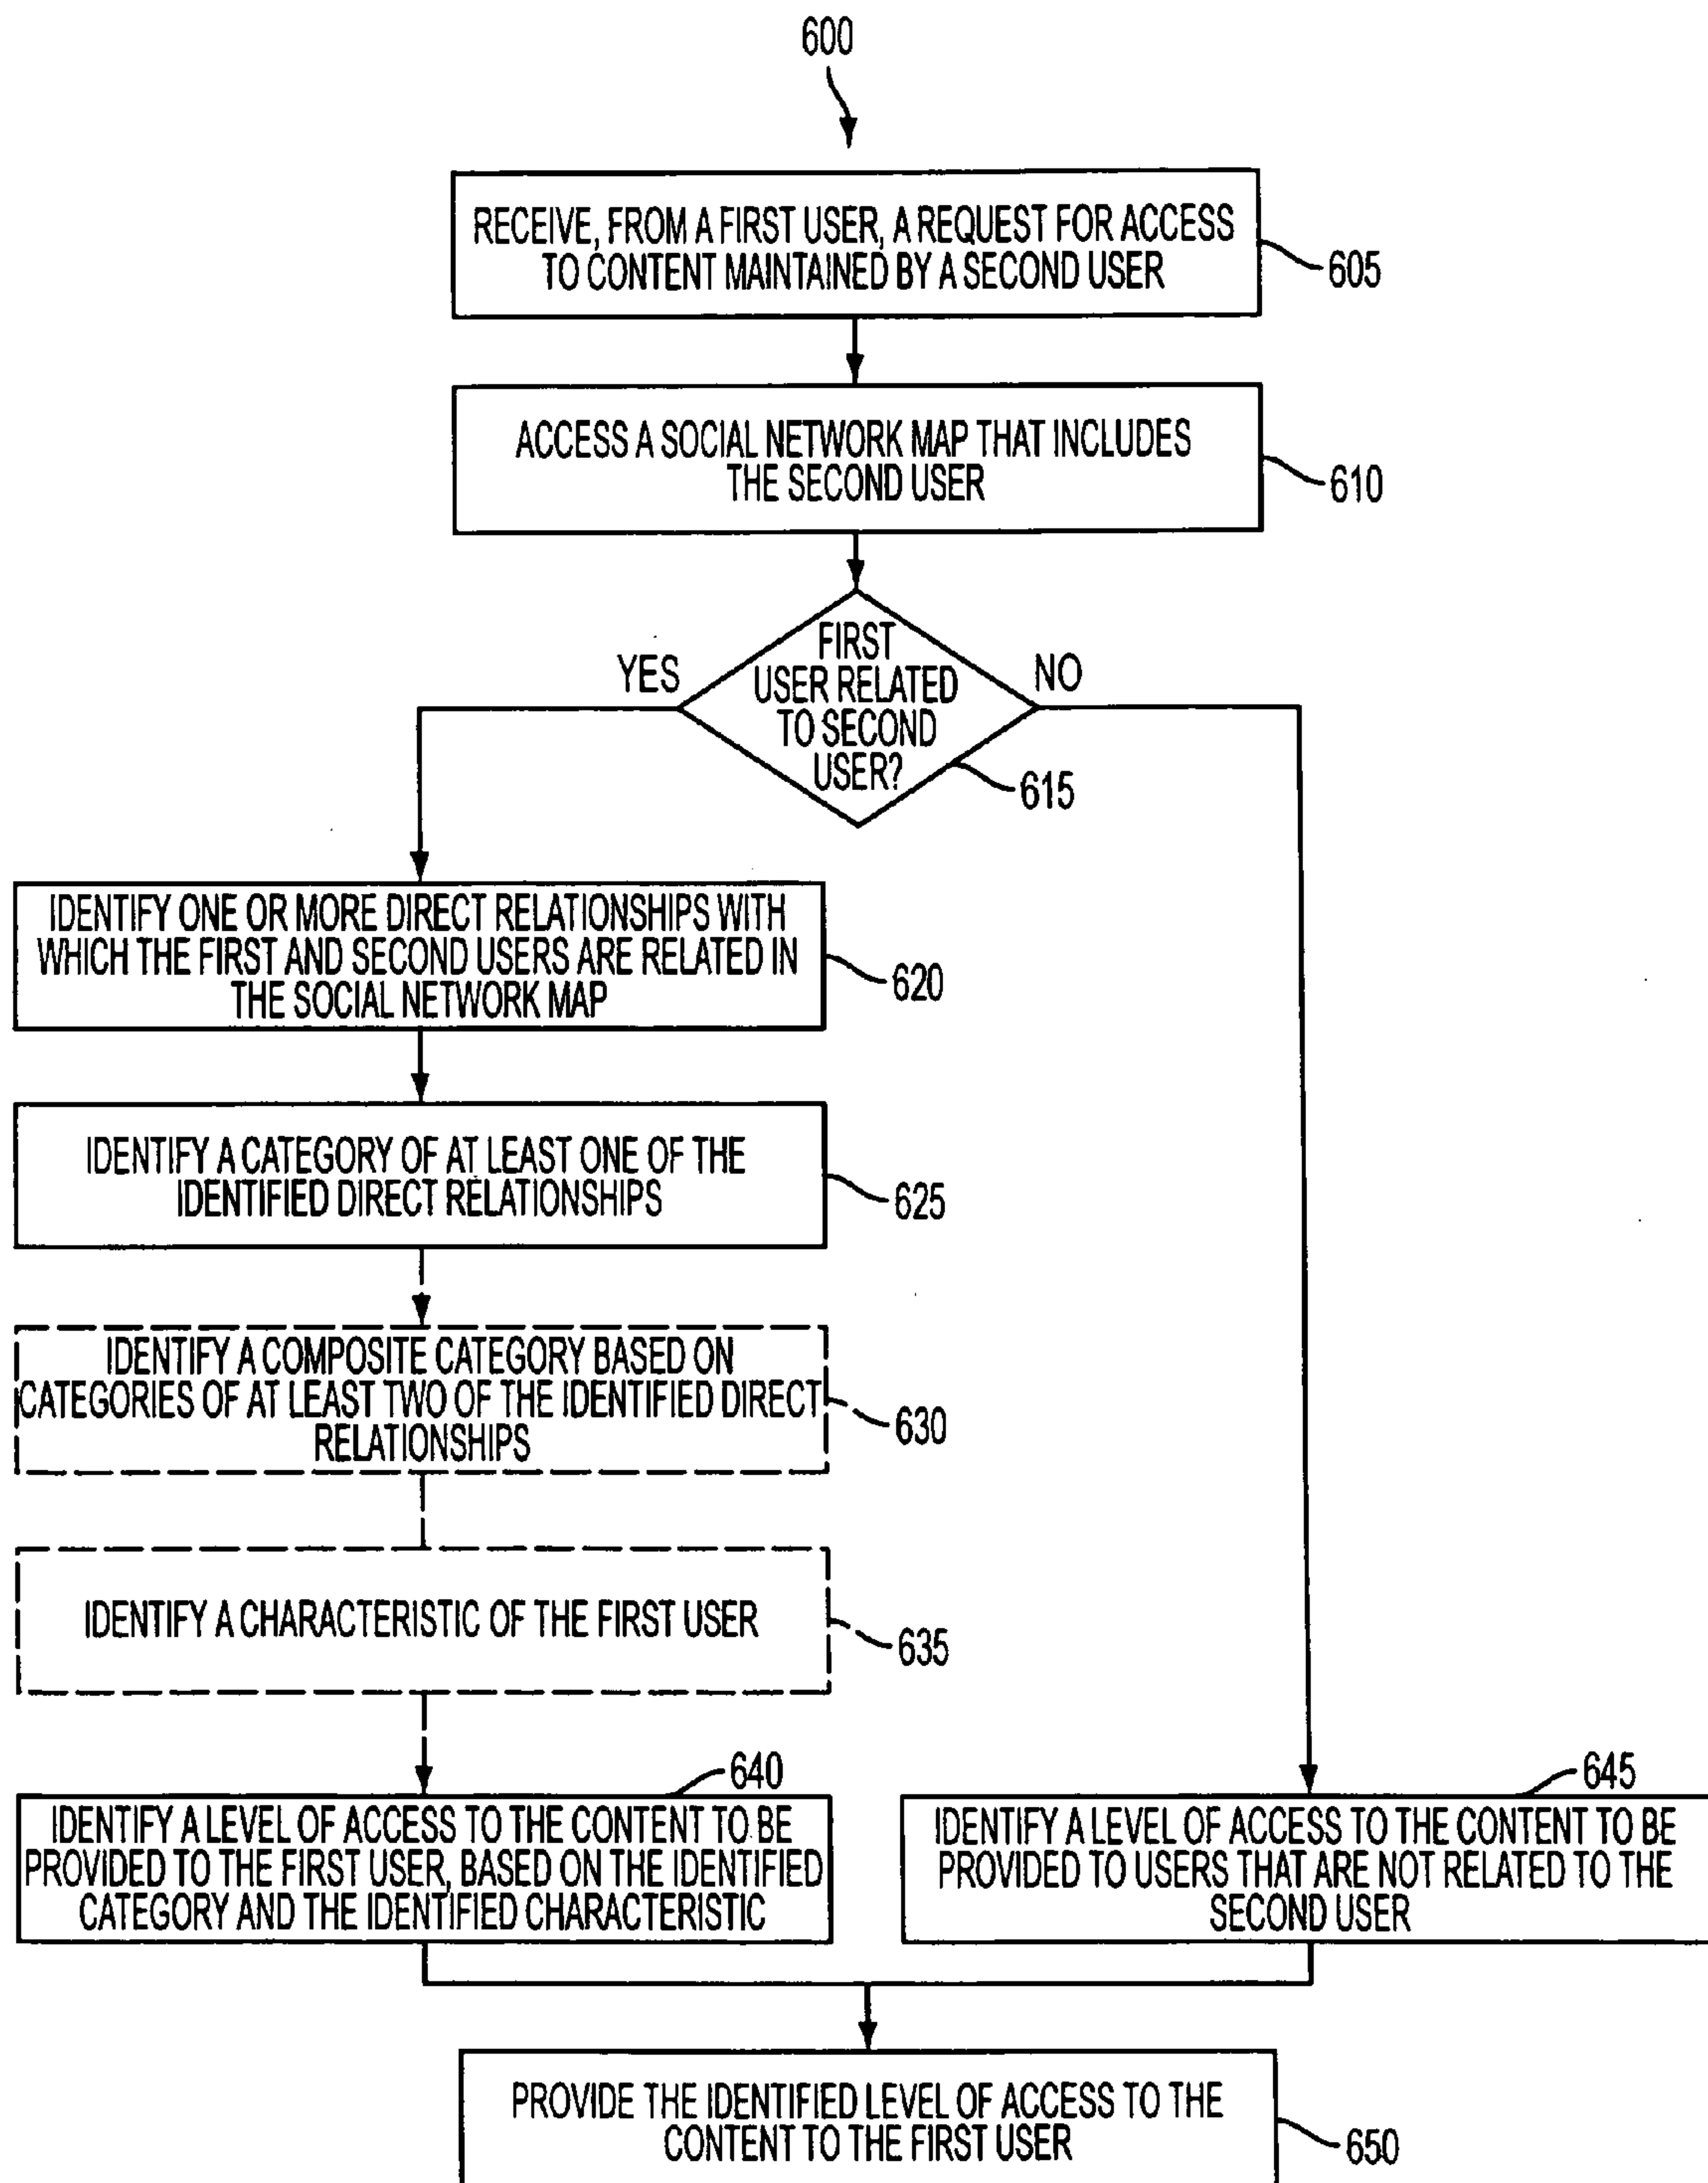 600
RECEIVE, FROM A FIRST USER, A REQUEST FOR ACCESS
TO CONTENT MAINTAINED BY A SECOND USER
605
ACCESS A SOCIAL NETWORK MAP THAT INCLUDES
THE SECOND USER
610
FIRST
USER RELATED
TO SECOND
USER?
YES
NO
615
IDENTIFY ONE OR MORE DIRECT RELATIONSHIPS WITH
WHICH THE FIRST AND SECOND USERS ARE RELATED IN
THE SOCIAL NETWORK MAP
620
IDENTIFY A CATEGORY OF AT LEAST ONE OF THE
IDENTIFIED DIRECT RELATIONSHIPS
625
IDENTIFY A COMPOSITE CATEGORY BASED ON
CATEGORIES OF AT LEAST TWO OF THE IDENTIFIED DIRECT
RELATIONSHIPS
630
IDENTIFY A CHARACTERISTIC OF THE FIRST USER
635
640
IDENTIFY A LEVEL OF ACCESS TO THE CONTENT TO BE
PROVIDED TO THE FIRST USER, BASED ON THE IDENTIFIED
CATEGORY AND THE IDENTIFIED CHARACTERISTIC
645
IDENTIFY A LEVEL OF ACCESS TO THE CONTENT TO BE
PROVIDED TO USERS THAT ARE NOT RELATED TO THE
SECOND USER
PROVIDE THE IDENTIFIED LEVEL OF ACCESS TO THE
CONTENT TO THE FIRST USER
650